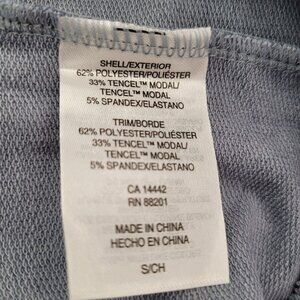 SHELL/EXTERIOR
62% POLYESTER/POLIÉSTER
33% TENCEL™ MODAL/
TENCEL™ MODAL
5% SPANDEX/ELASTANO
TRIM/BORDE
62% POLYESTER/POLIÉSTER
33% TENCEL™ MODAL/
TENCEL™ MODAL
5% SPANDEX/ELASTANO
CA 14442
RN 88201
MADE IN CHINA
HECHO EN CHINA
S/CH